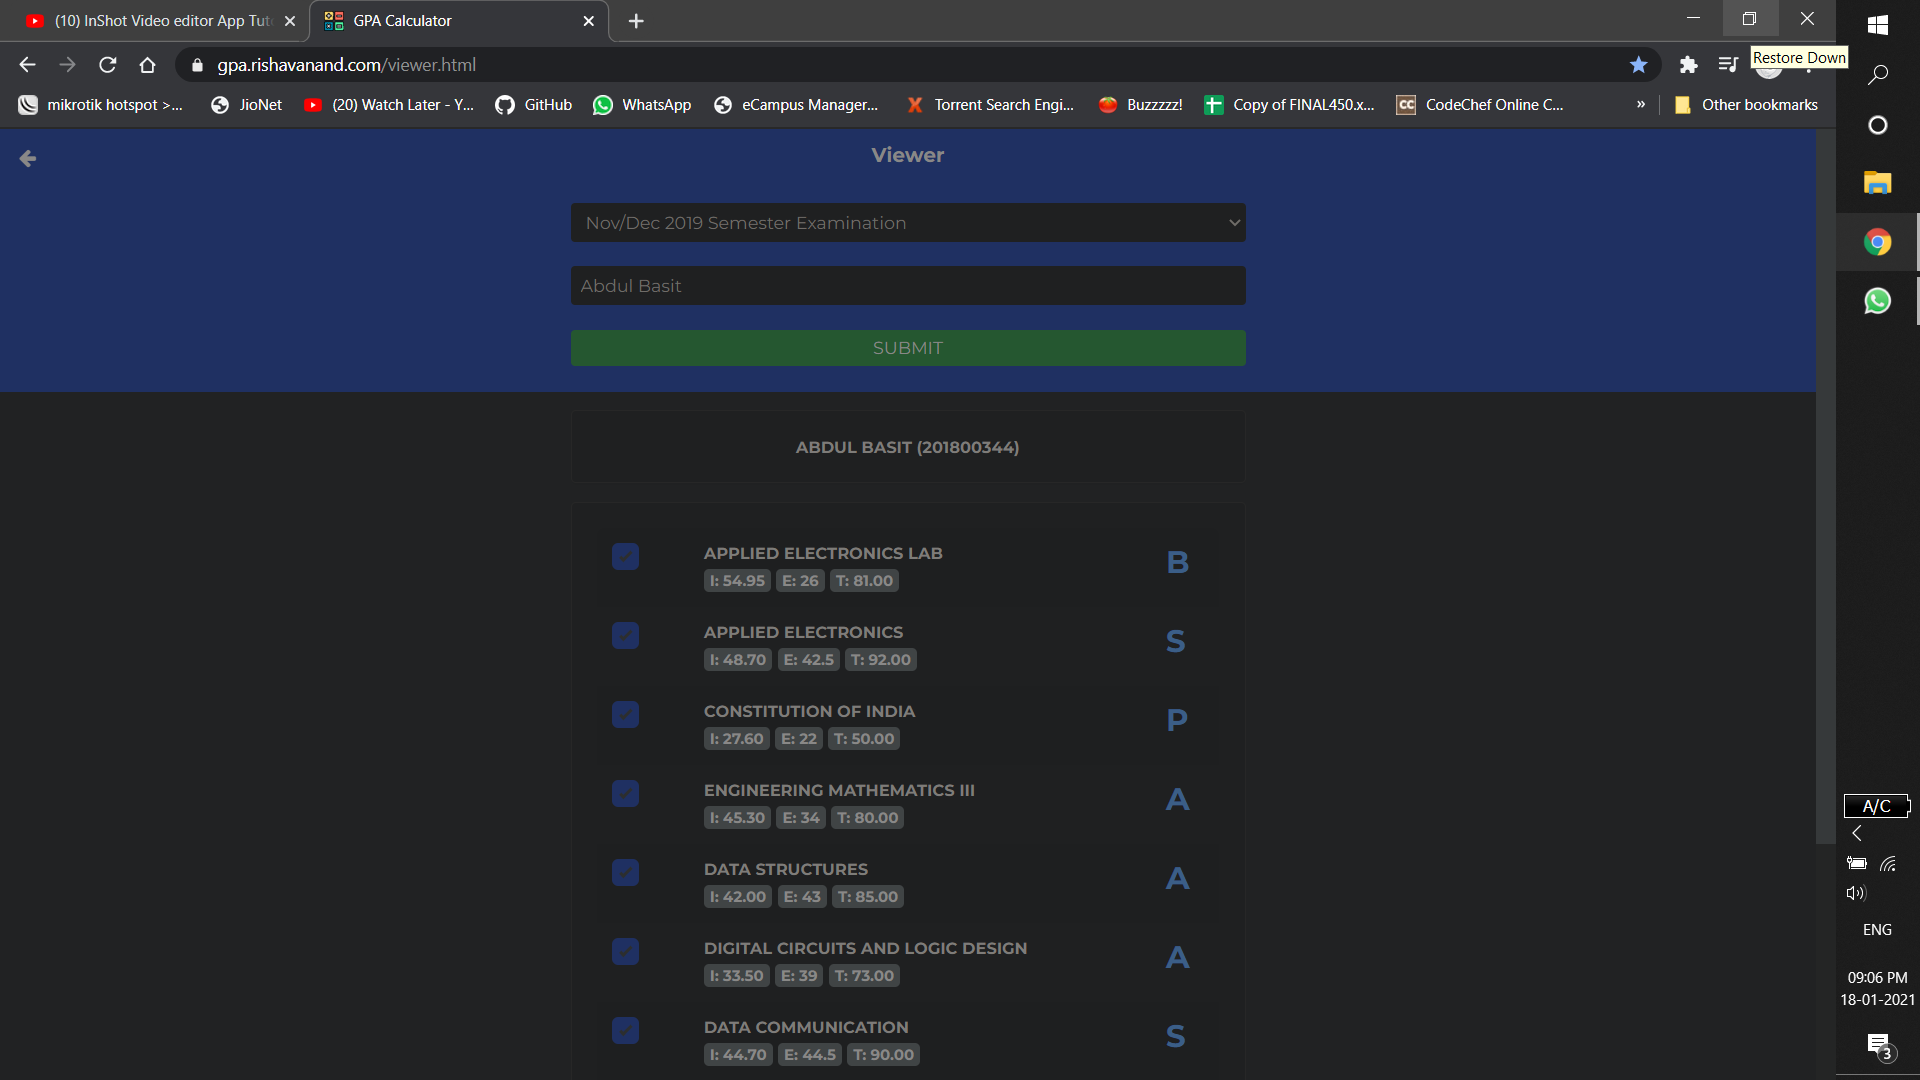 (10) InShot Video editor App Tut
GPA Calculator
Restore Down
gpa.rishavanand.com/viewer.html
mikrotik hotspot >...
JioNet
(20) Watch Later - Y...
GitHub
WhatsApp
eCampus Manager...
Torrent Search Engi...
Buzzzzz!
Copy of FINAL450.x...
CC
CodeChef Online C...
»
Other bookmarks
Viewer
Nov/Dec 2019 Semester Examination
Abdul Basit
SUBMIT
ABDUL BASIT (201800344)
APPLIED ELECTRONICS LAB
B
I: 54.95 E: 26 T: 81.00
APPLIED ELECTRONICS
S
I: 48.70 E: 42.5 T: 92.00
CONSTITUTION OF INDIA
P
I: 27.60 E: 22 T: 50.00
ENGINEERING MATHEMATICS III
A
I: 45.30 E: 34 T: 80.00
DATA STRUCTURES
A
I: 42.00 E: 43 T: 85.00
DIGITAL CIRCUITS AND LOGIC DESIGN
A
I: 33.50 E: 39 T: 73.00
DATA COMMUNICATION
S
I: 44.70 E: 44.5 T: 90.00
A/C
ENG
09:06 PM
18-01-2021
3